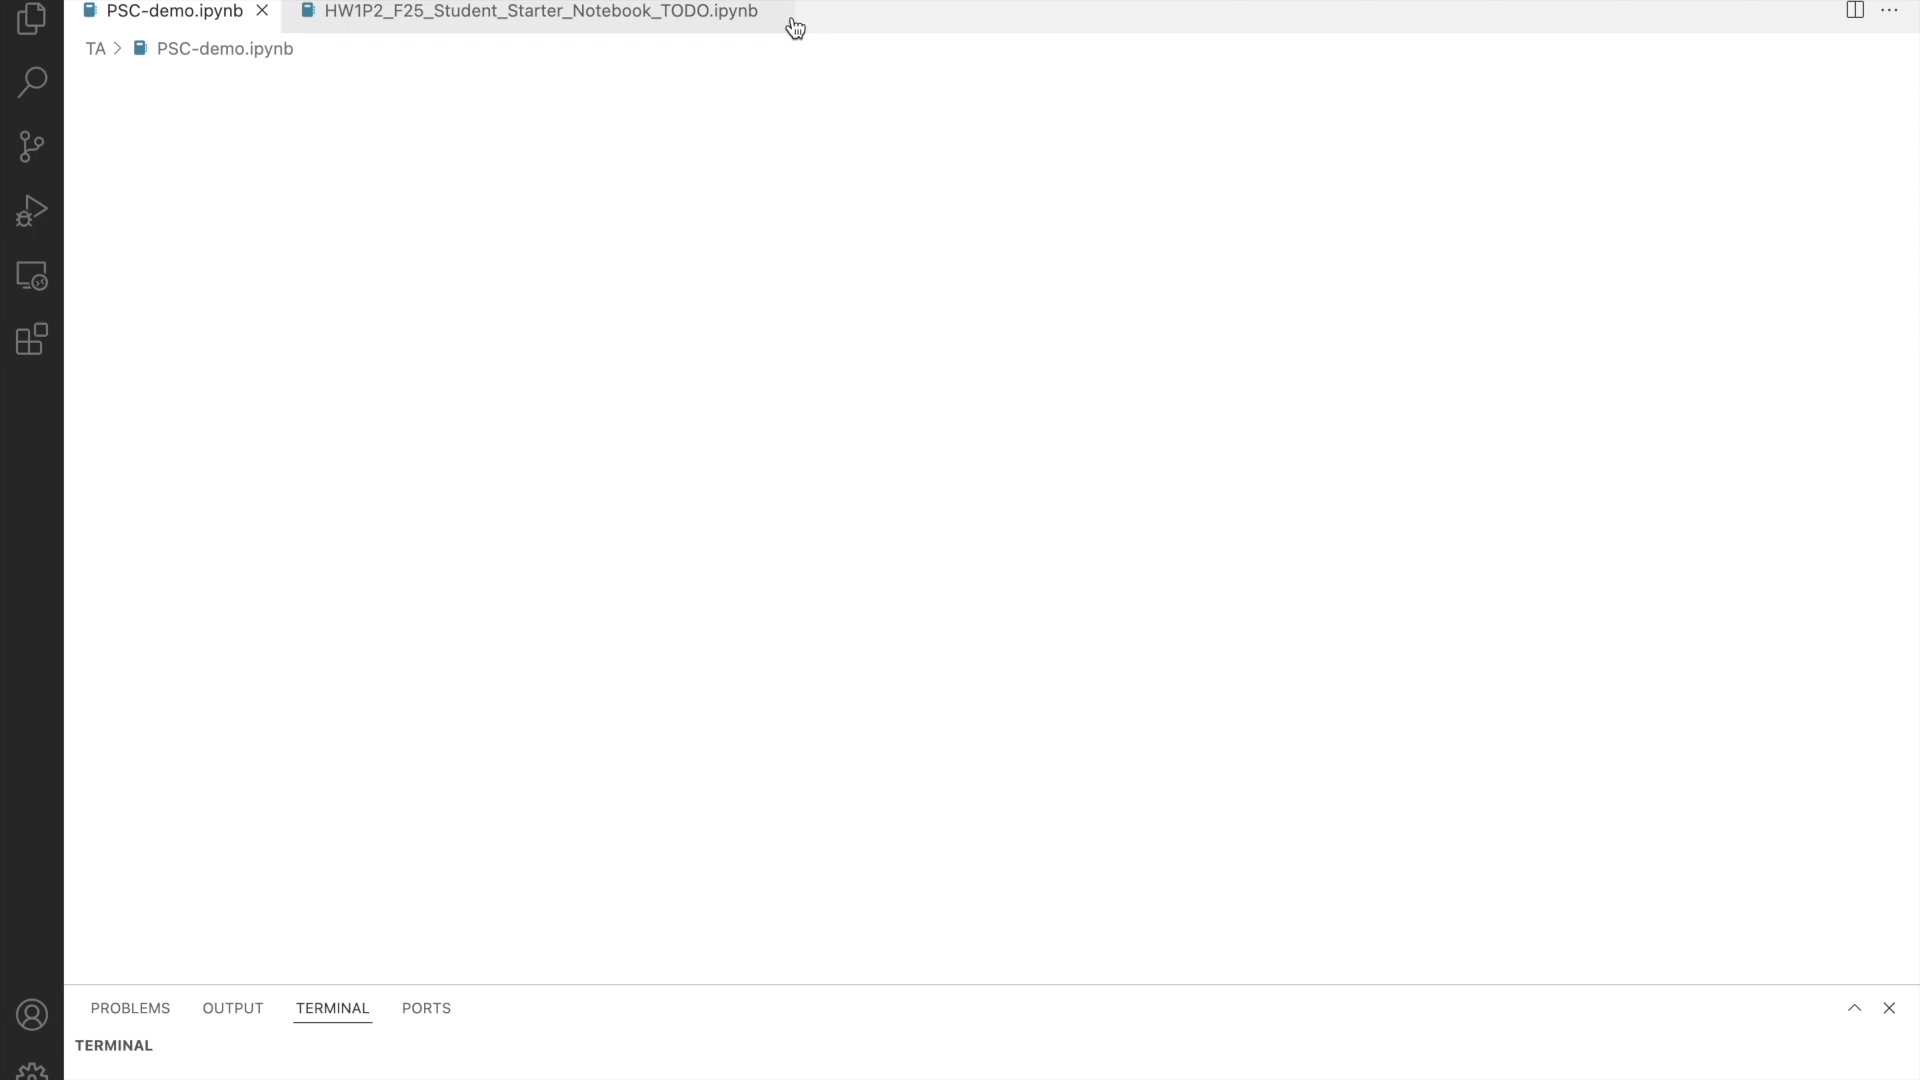 PSC-demo.ipynb HW1P2_F25_Student_Starter_Notebook_TODO.ipynb
TA > PSC-demo.ipynb
PROBLEMS OUTPUT TERMINAL PORTS
TERMINAL